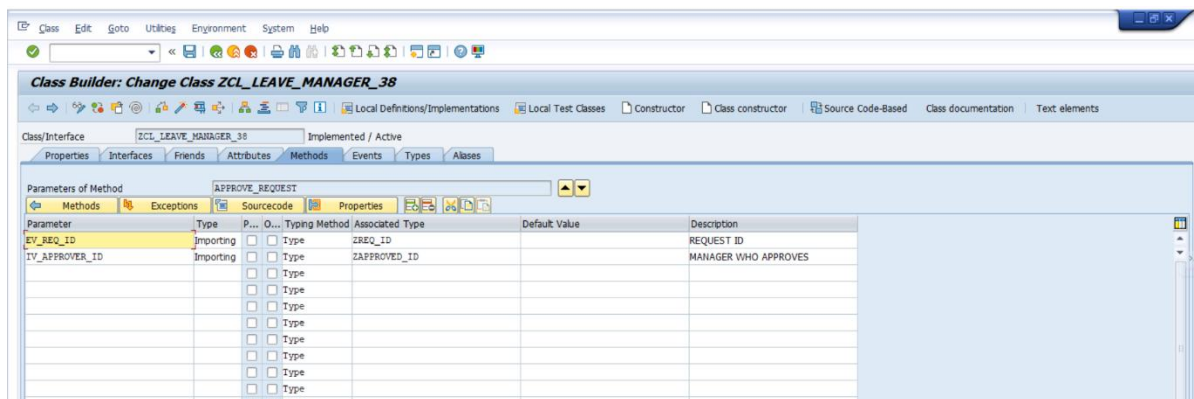 Class Edit Goto Utilities Environment System Help
Class Builder: Change Class ZCL_LEAVE_MANAGER_38
Local Definitions/Implementations Local Test Classes Constructor Class constructor Source Code-Based Class documentation Text elements
Class/Interface ZCL_LEAVE_MANAGER_38 Implemented / Active
Properties Interfaces Friends Attributes Methods Events Types Aliases
Parameters of Method APPROVE_REQUEST
Methods Exceptions Sourcecode Properties
Parameter Type P... O... Typing Method Associated Type Default Value Description
EV_REQ_ID Importing Type ZREQ_ID REQUEST ID
IV_APPROVER_ID Importing Type ZAPPROVED_ID MANAGER WHO APPROVES
Type
Type
Type
Type
Type
Type
Type
Type